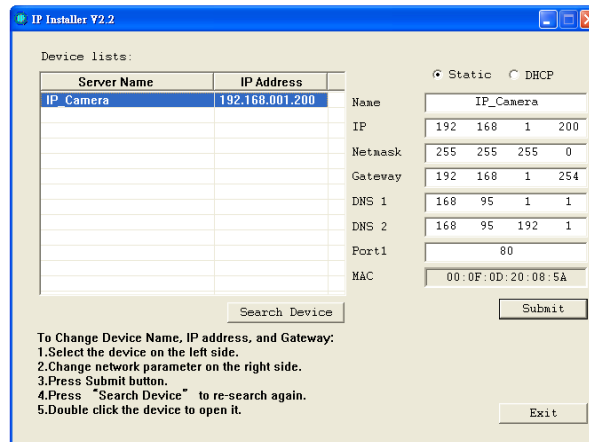 IP Installer V2.2
Device lists:
Server Name IP Address
IP_Camera 192.168.001.200
Static DHCP
Name IP_Camera
IP 192 168 1 200
Netmask 255 255 255 0
Gateway 192 168 1 254
DNS 1 168 95 1 1
DNS 2 168 95 192 1
Port1 80
MAC 00:0F:0D:20:08:5A
Search Device
Submit
To Change Device Name, IP address, and Gateway:
1.Select the device on the left side.
2.Change network parameter on the right side.
3.Press Submit button.
4.Press “Search Device” to re-search again.
5.Double click the device to open it.
Exit